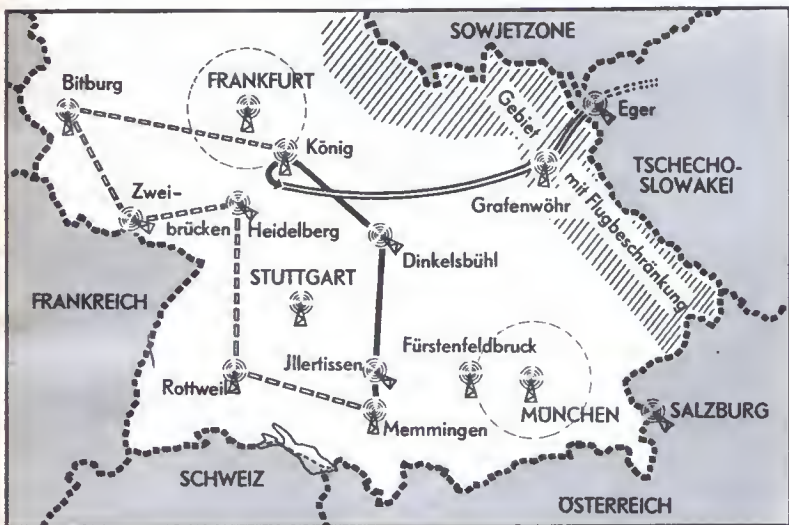 SOWJETZONE
Bitburg
FRANKFURT
Eger
König
Gebiet mit Flugbeschränkung
TSCHECHO-
SLOWAKEI
Zwei-
brücken
Heidelberg
Grafenwöhr
Dinkelsbühl
STUTTGART
FRANKREICH
Fürstenfeldbruck
Jllertissen
Rottweil
MÜNCHEN
SALZBURG
Memmingen
SCHWEIZ
ÖSTERREICH